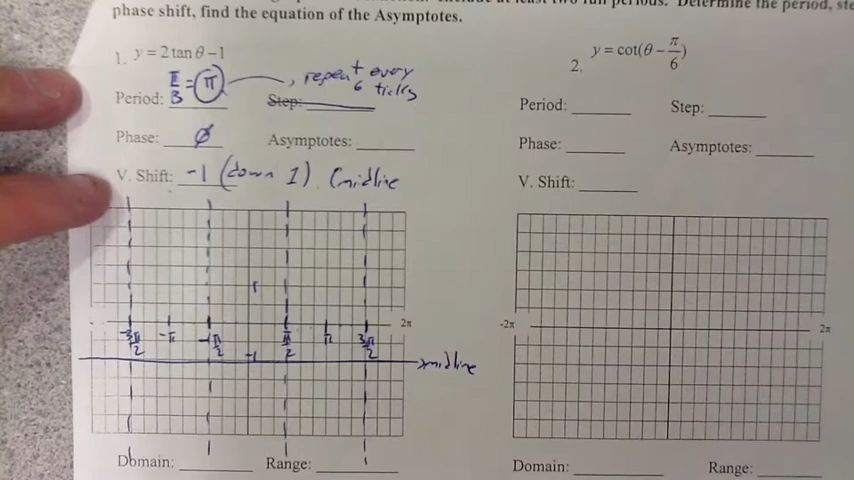 phase shift, find the equation of the Asymptotes.
1. y = 2 tan θ − 1
π/3 = π , repeat every 6 ticks
Period: Step:
Phase: ∅ Asymptotes:
V. Shift: -1 (down 1) (midline
2π
-3π/2 -π -π/2 π/2 π 3π/2
-1
midline
Domain: Range:
2. y = cot(θ − π/6)
Period: Step:
Phase: Asymptotes:
V. Shift:
-2π 2π
Domain: Range: